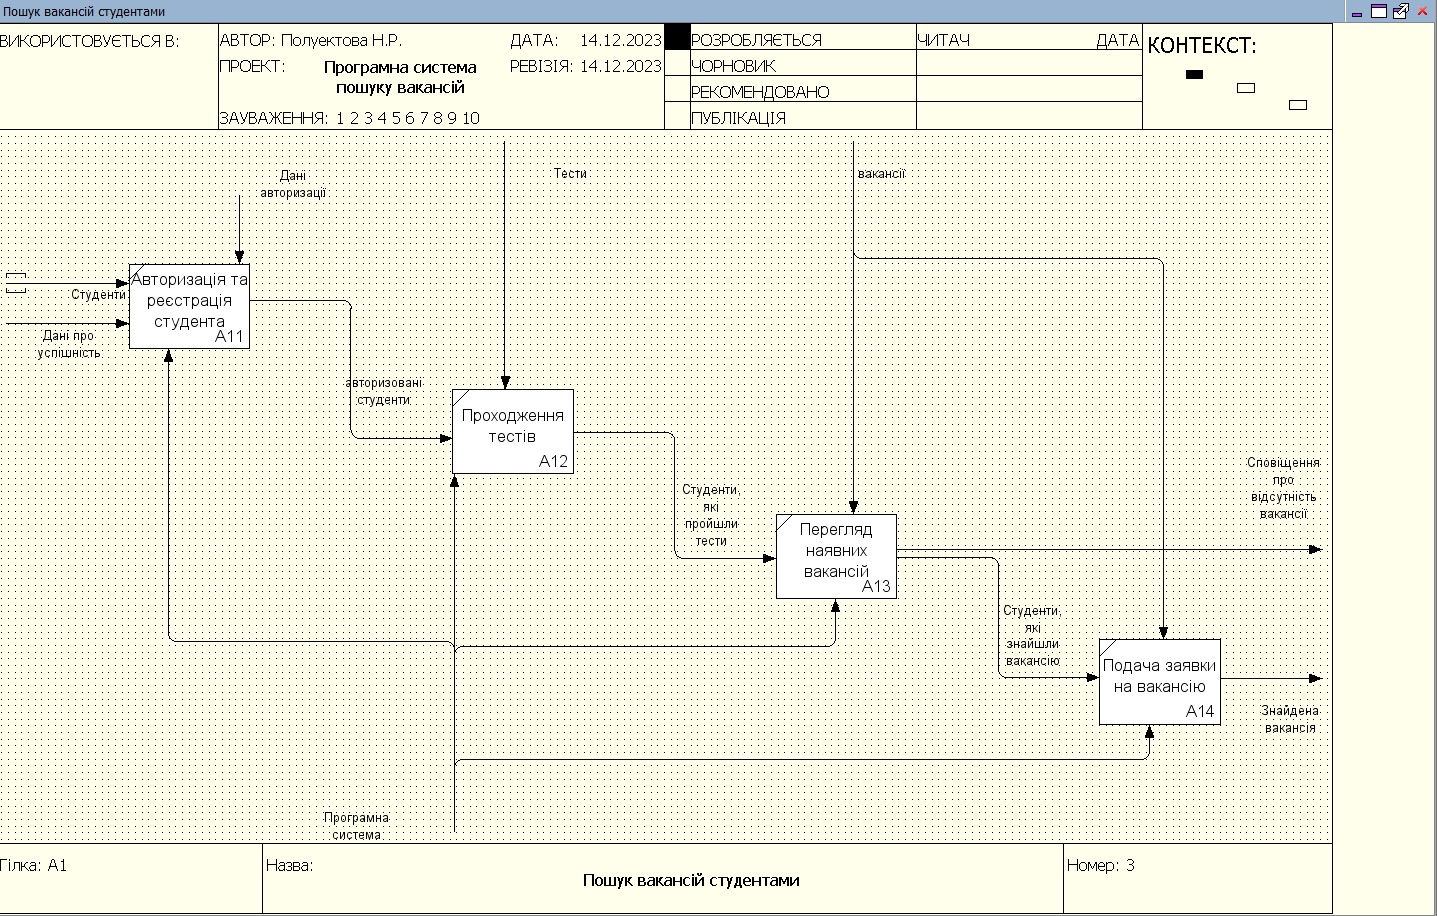 Пошук вакансій студентами
ВИКОРИСТОВУЄТЬСЯ В:
АВТОР: Полуектова Н.Р.
ДАТА: 14.12.2023
ПРОЕКТ: Програмна система
пошуку вакансій
РЕВІЗІЯ: 14.12.2023
ЗАУВАЖЕННЯ: 1 2 3 4 5 6 7 8 9 10
РОЗРОБЛЯЄТЬСЯ
ЧОРНОВИК
РЕКОМЕНДОВАНО
ПУБЛІКАЦІЯ
ЧИТАЧ ДАТА
КОНТЕКСТ:
Дані
авторизації
Тести
вакансії
Студенти
Дані про
успішність
Авторизація та
реєстрація
студента
A11
авторизовані
студенти
Проходження
тестів
A12
Студенти,
які
пройшли
тести
Перегляд
наявних
вакансій
A13
Сповіщення
про
відсутність
вакансії
Студенти,
які
знайшли
вакансію
Подача заявки
на вакансію
A14
Знайдена
вакансія
Програмна
система
Гілка: A1
Назва:
Пошук вакансій студентами
Номер: 3